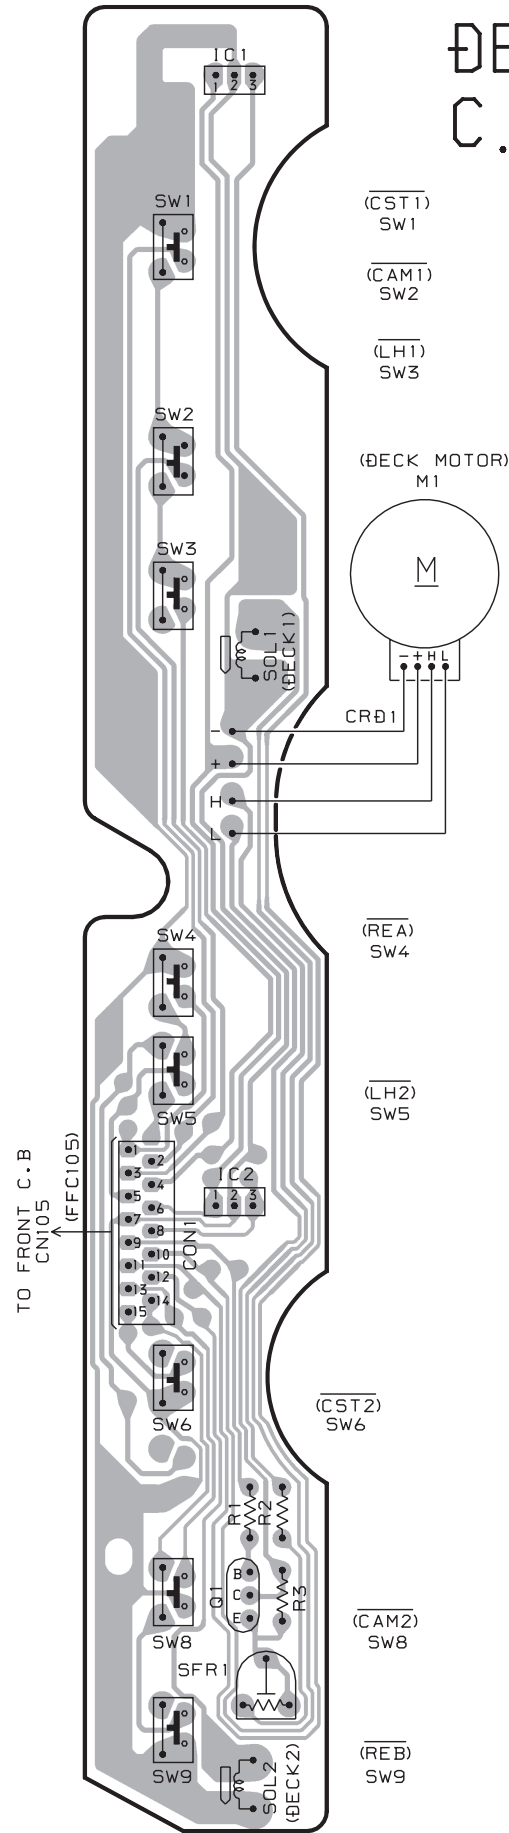 DE
C.
IC1
1 2 3
SW1
(CST1)
SW1
(CAM1)
SW2
(LH1)
SW3
SW2
(DECK MOTOR)
M1
SW3
M
SOL1
(DECK1)
- + H L
CRD1
-
+
H
L
SW4
(REA)
SW4
SW5
(LH2)
SW5
TO FRONT C.B
CN105
(FFC105)
1
2
3
4
5
6
7
8
9
10
11
12
13
14
15
CON1
IC2
1 2 3
SW6
(CST2)
SW6
R1
R2
Q1
B
C
E
R3
SW8
(CAM2)
SW8
SFR1
SW9
(REB)
SW9
SOL2
(DECK2)